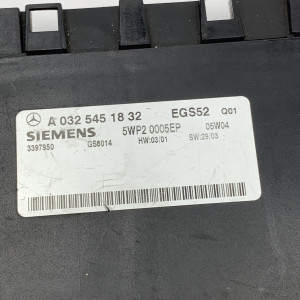 A 032 545 18 32 EGS52 Q01
SIEMENS 5WP2 0005EP 05W04
3397950 GS6014 HW:03/01 SW:29/03